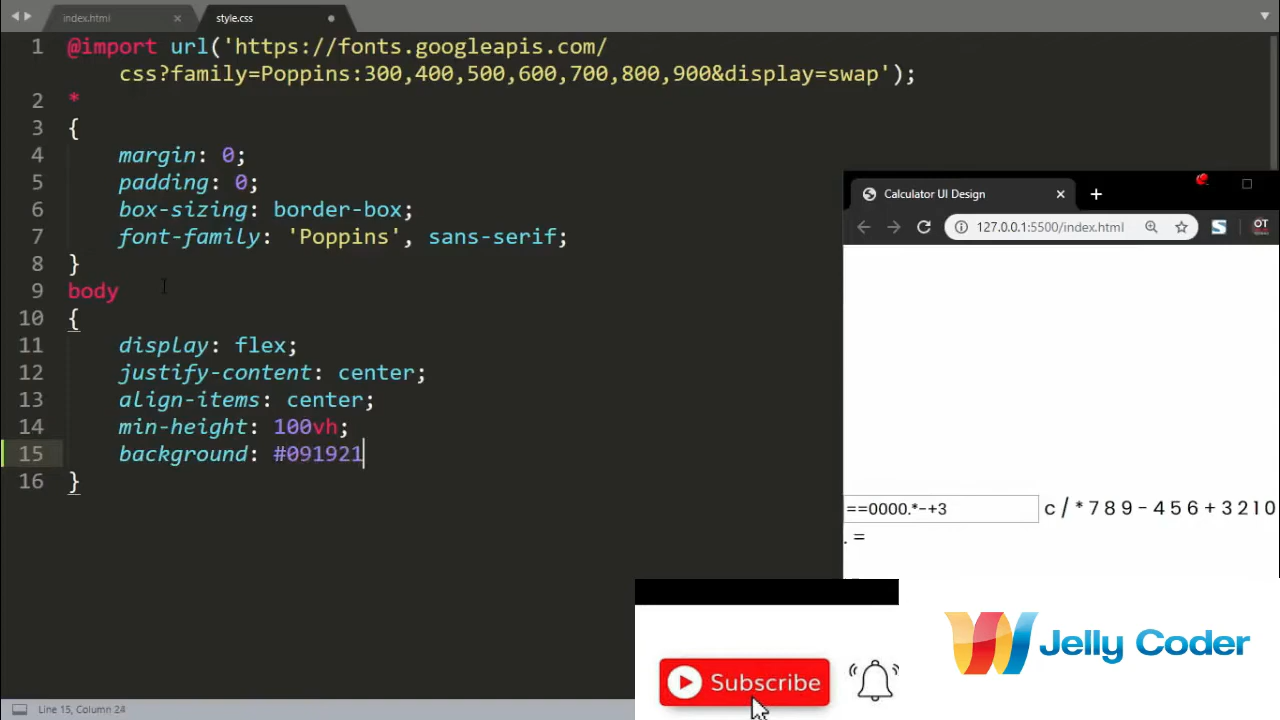 index.html
style.css
1 @import url('https://fonts.googleapis.com/
css?family=Poppins:300,400,500,600,700,800,900&display=swap');
2 *
3 {
4 margin: 0;
5 padding: 0;
6 box-sizing: border-box;
7 font-family: 'Poppins', sans-serif;
8 }
9 body
10 {
11 display: flex;
12 justify-content: center;
13 align-items: center;
14 min-height: 100vh;
15 background: #091921
16 }
Calculator UI Design
127.0.0.1:5500/index.html
OT
==0000.*-+3 c / * 7 8 9 - 4 5 6 + 3 2 1 0
. =
Subscribe
Jelly Coder
Line 15, Column 24